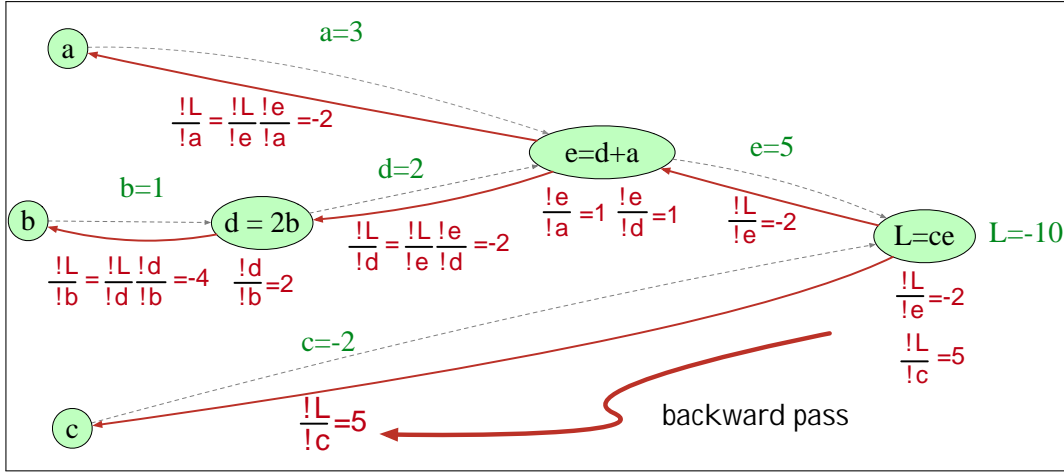 a=3
a
!L/!a = !L/!e !e/!a =-2
e=d+a
e=5
d=2
b=1
b
d = 2b
!e/!a =1 !e/!d =1
!L/!e =-2
L=ce
L=-10
!L/!d = !L/!e !e/!d =-2
!L/!b = !L/!d !d/!b =-4
!d/!b =2
!L/!e =-2
c=-2
!L/!c =5
c
!L/!c =5
backward pass